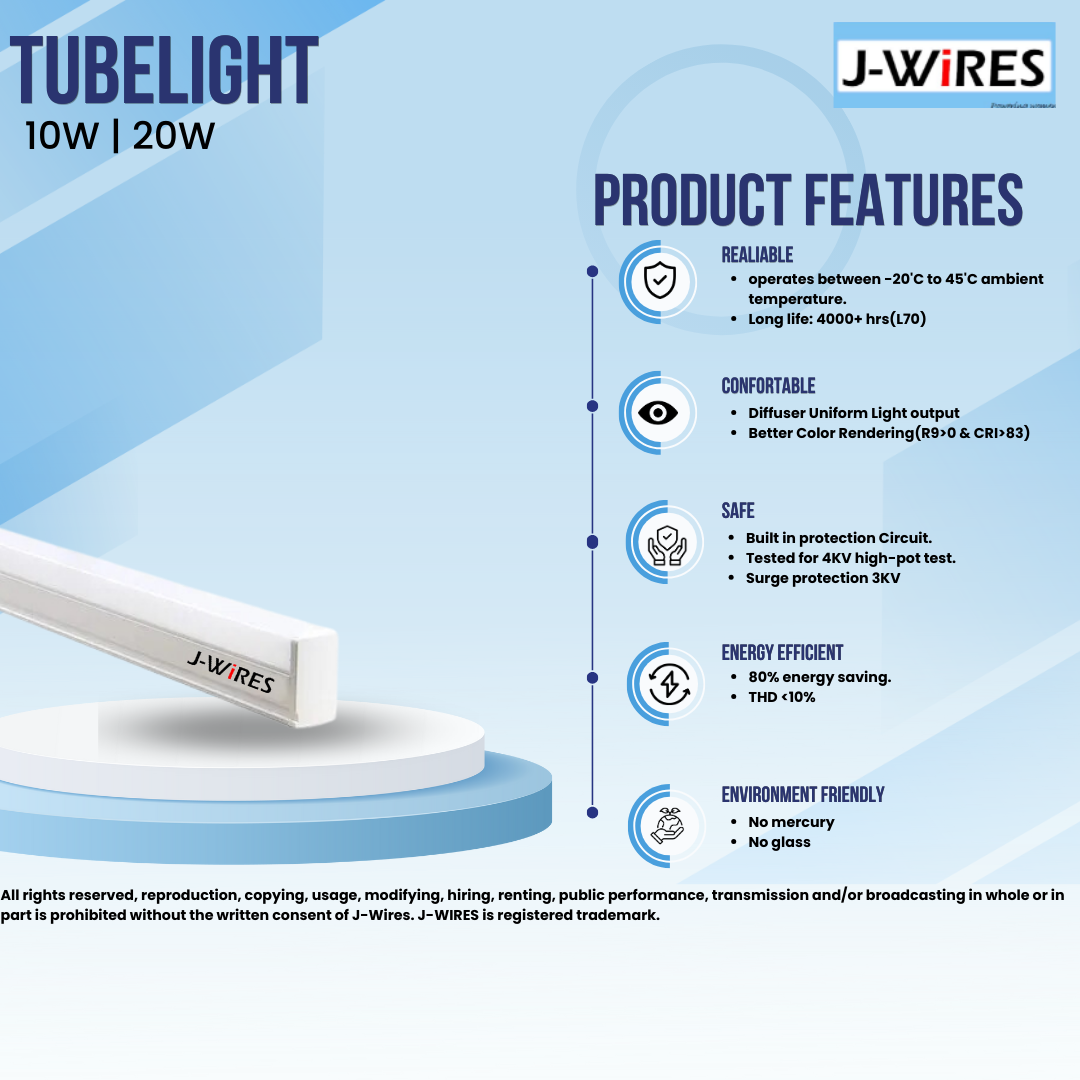 TUBELIGHT
10W | 20W
J-WiRES
PRODUCT FEATURES
REALIABLE
• operates between -20'C to 45'C ambient
temperature.
• Long life: 4000+ hrs(L70)
CONFORTABLE
• Diffuser Uniform Light output
• Better Color Rendering(R9>0 & CRI>83)
SAFE
• Built in protection Circuit.
• Tested for 4KV high-pot test.
• Surge protection 3KV
ENERGY EFFICIENT
• 80% energy saving.
• THD <10%
ENVIRONMENT FRIENDLY
• No mercury
• No glass
J-WiRES
All rights reserved, reproduction, copying, usage, modifying, hiring, renting, public performance, transmission and/or broadcasting in whole or in
part is prohibited without the written consent of J-Wires. J-WIRES is registered trademark.